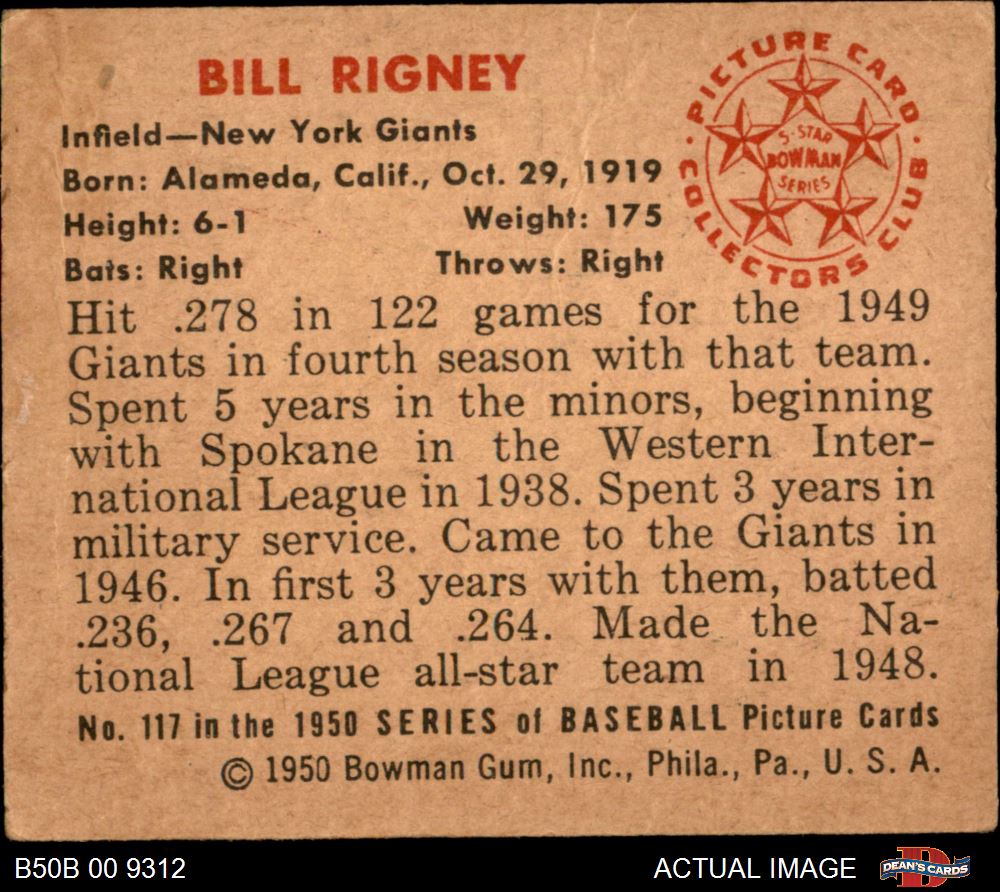 BILL RIGNEY
Infield—New York Giants
Born: Alameda, Calif., Oct. 29, 1919
Height: 6-1 Weight: 175
Bats: Right Throws: Right
· PICTURE CARD ·
COLLECTORS CLUB
5-STAR
BOWMAN
SERIES
Hit .278 in 122 games for the 1949
Giants in fourth season with that team.
Spent 5 years in the minors, beginning
with Spokane in the Western Inter-
national League in 1938. Spent 3 years in
military service. Came to the Giants in
1946. In first 3 years with them, batted
.236, .267 and .264. Made the Na-
tional League all-star team in 1948.
No. 117 in the 1950 SERIES of BASEBALL Picture Cards
© 1950 Bowman Gum, Inc., Phila., Pa., U. S. A.
B50B 00 9312 ACTUAL IMAGE DEAN'S CARDS